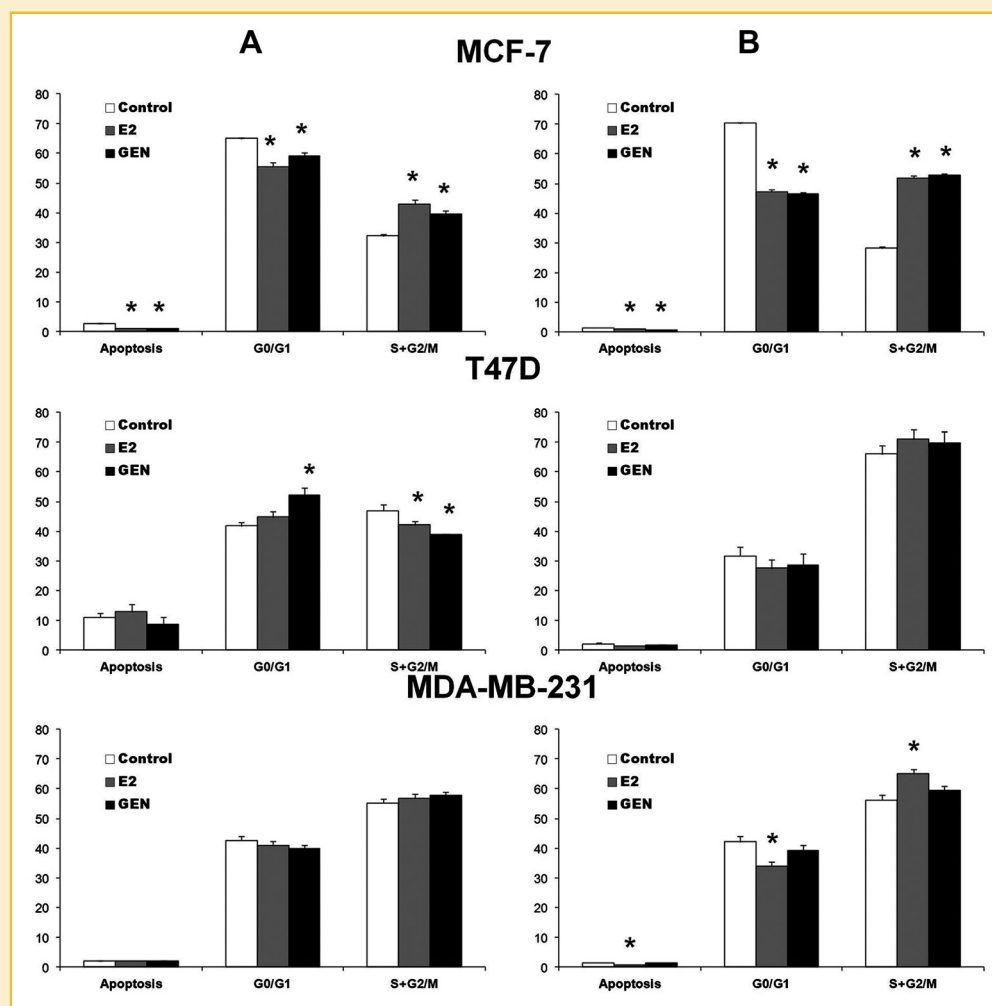 A B
MCF-7
80 70 60 50 40 30 20 10 0
Control
E2
GEN
* * * * * *
Apoptosis G0/G1 S+G2/M
80 70 60 50 40 30 20 10 0
Control
E2
GEN
* * * * * *
Apoptosis G0/G1 S+G2/M
T47D
80 70 60 50 40 30 20 10 0
Control
E2
GEN
* * *
Apoptosis G0/G1 S+G2/M
80 70 60 50 40 30 20 10 0
Control
E2
GEN
Apoptosis G0/G1 S+G2/M
MDA-MB-231
80 70 60 50 40 30 20 10 0
Control
E2
GEN
Apoptosis G0/G1 S+G2/M
80 70 60 50 40 30 20 10 0
Control
E2
GEN
* * *
Apoptosis G0/G1 S+G2/M